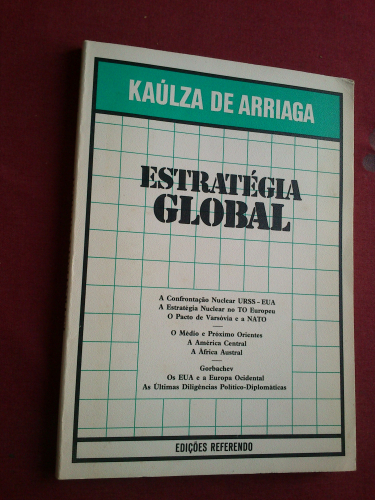 KAÚLZA DE ARRIAGA
ESTRATÉGIA
GLOBAL
A Confrontação Nuclear URSS-EUA
A Estratégia Nuclear no TO Europeu
O Pacto de Varsóvia e a NATO
O Médio e Próximo Orientes
A América Central
A África Austral
Gorbachev
Os EUA e a Europa Ocidental
As Últimas Diligências Político-Diplomáticas
EDIÇÕES REFERENDO